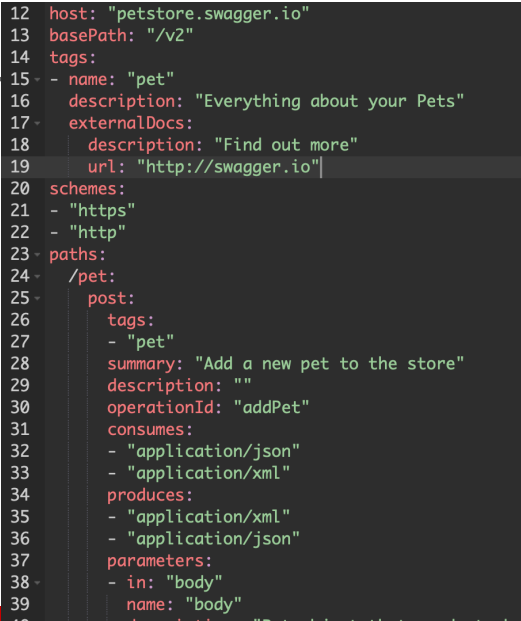 12 host: "petstore.swagger.io"
13 basePath: "/v2"
14 tags:
15 - name: "pet"
16 description: "Everything about your Pets"
17 externalDocs:
18 description: "Find out more"
19 url: "http://swagger.io"
20 schemes:
21 - "https"
22 - "http"
23 paths:
24 /pet:
25 post:
26 tags:
27 - "pet"
28 summary: "Add a new pet to the store"
29 description: ""
30 operationId: "addPet"
31 consumes:
32 - "application/json"
33 - "application/xml"
34 produces:
35 - "application/xml"
36 - "application/json"
37 parameters:
38 - in: "body"
39 name: "body"